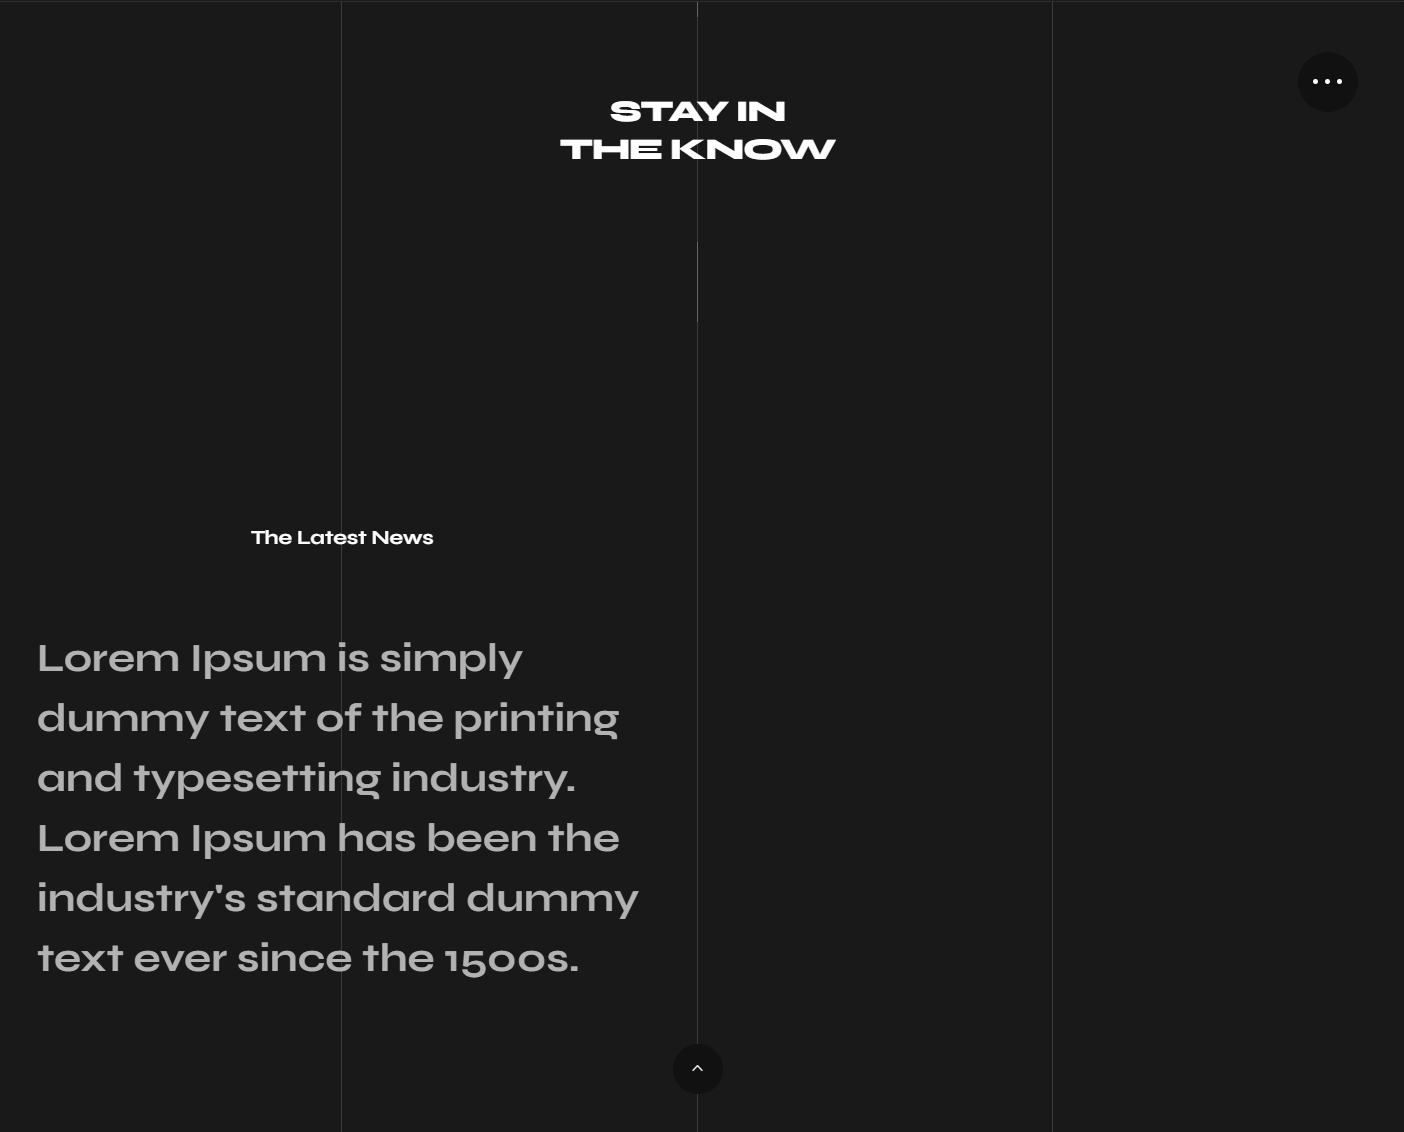 STAY IN
THE KNOW
The Latest News
Lorem Ipsum is simply
dummy text of the printing
and typesetting industry.
Lorem Ipsum has been the
industry's standard dummy
text ever since the 1500s.